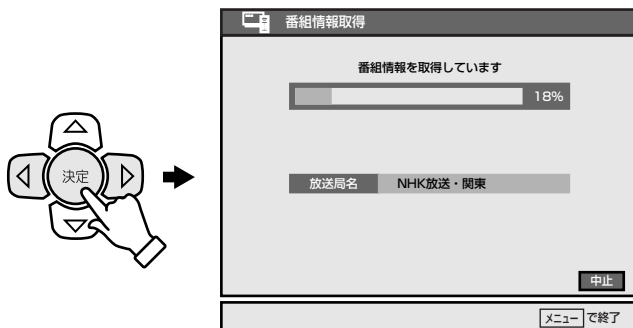 番組情報取得
番組情報を取得しています
18%
決定
放送局名 NHK放送・関東
中止
メニューで終了